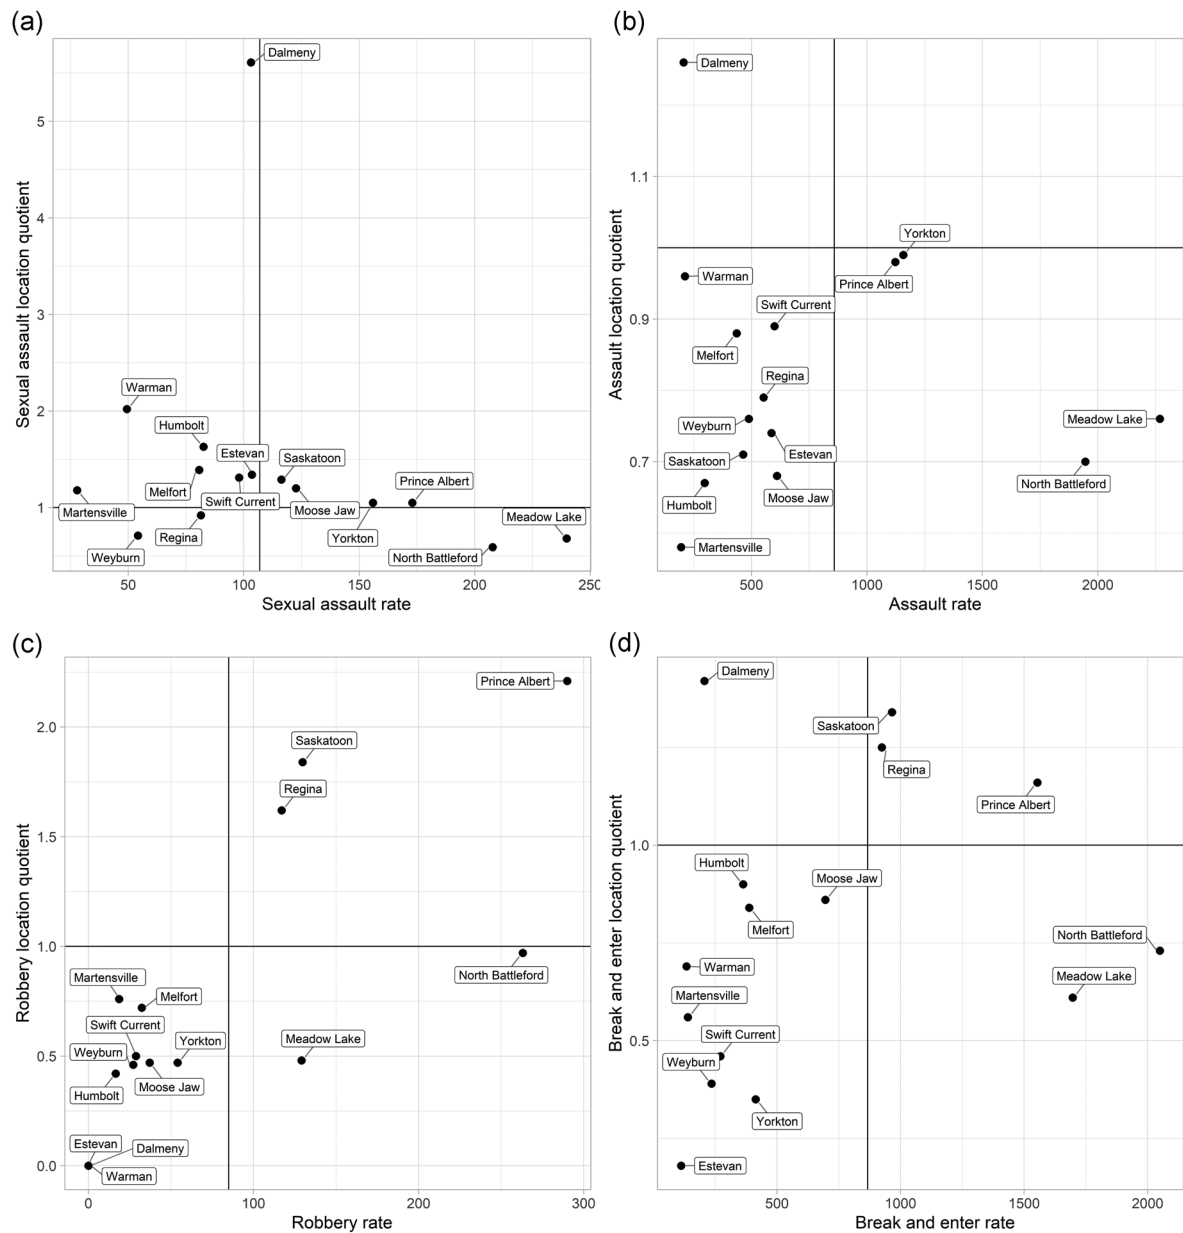 (a)
Dalmeny
5
4
3
2
1
Warman
Humbolt
Estevan
Saskatoon
Melfort
Swift Current
Prince Albert
Martensville
Moose Jaw
Meadow Lake
Regina
Yorkton
Weyburn
North Battleford
50
100
150
200
250
Sexual assault rate
Sexual assault location quotient
(b)
Dalmeny
1.1
0.9
0.7
Yorkton
Warman
Prince Albert
Swift Current
Melfort
Regina
Meadow Lake
Weyburn
Estevan
Saskatoon
North Battleford
Moose Jaw
Humbolt
Martensville
500
1000
1500
2000
Assault rate
Assault location quotient
(c)
Prince Albert
2.0
1.5
1.0
0.5
0.0
Saskatoon
Regina
North Battleford
Martensville
Melfort
Swift Current
Yorkton
Meadow Lake
Weyburn
Moose Jaw
Humbolt
Estevan
Dalmeny
Warman
0
100
200
300
Robbery rate
Robbery location quotient
(d)
Dalmeny
Saskatoon
Regina
Prince Albert
1.0
0.5
Humbolt
Moose Jaw
Melfort
North Battleford
Warman
Meadow Lake
Martensville
Swift Current
Weyburn
Yorkton
Estevan
500
1000
1500
2000
Break and enter rate
Break and enter location quotient